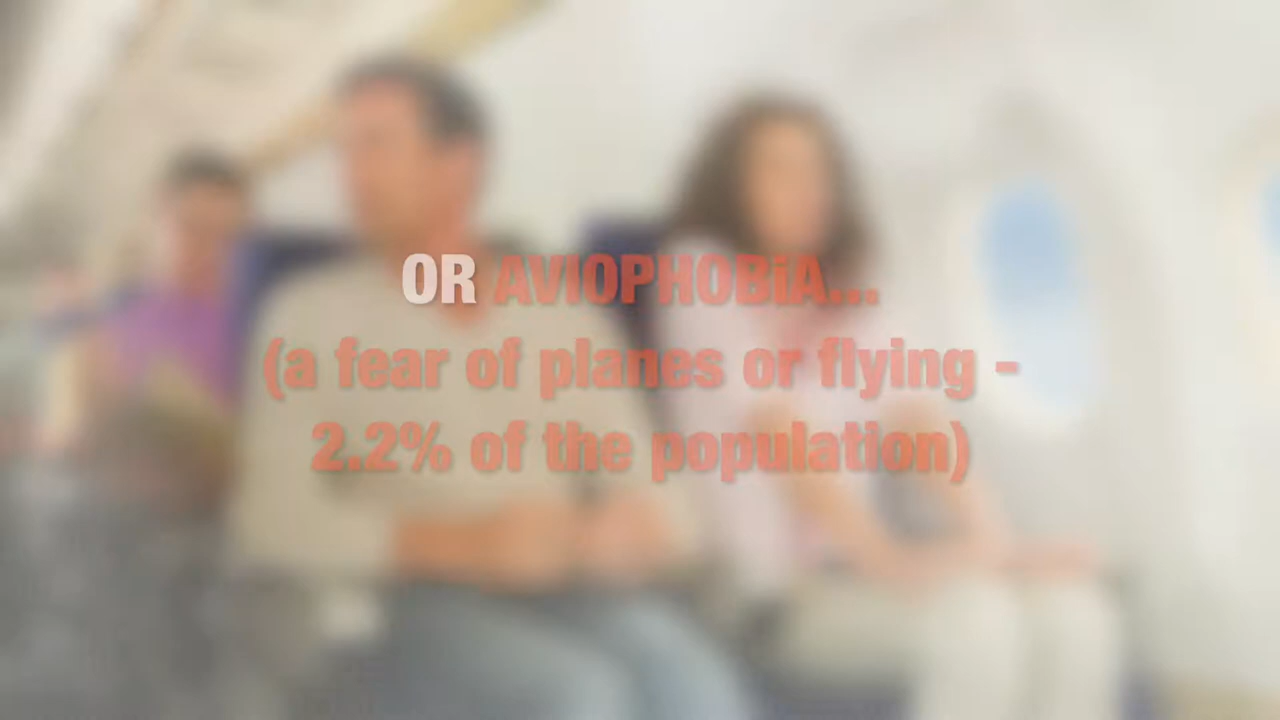 OR AVIOPHOBiA...
(a fear of planes or flying -
2.2% of the population)